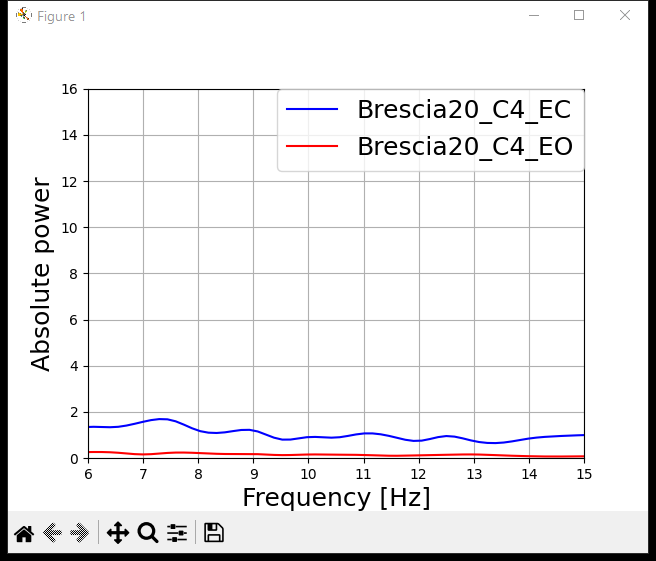 Figure 1
Brescia20_C4_EC
Brescia20_C4_EO
Absolute power
16
14
12
10
8
6
4
2
0
6 7 8 9 10 11 12 13 14 15
Frequency [Hz]